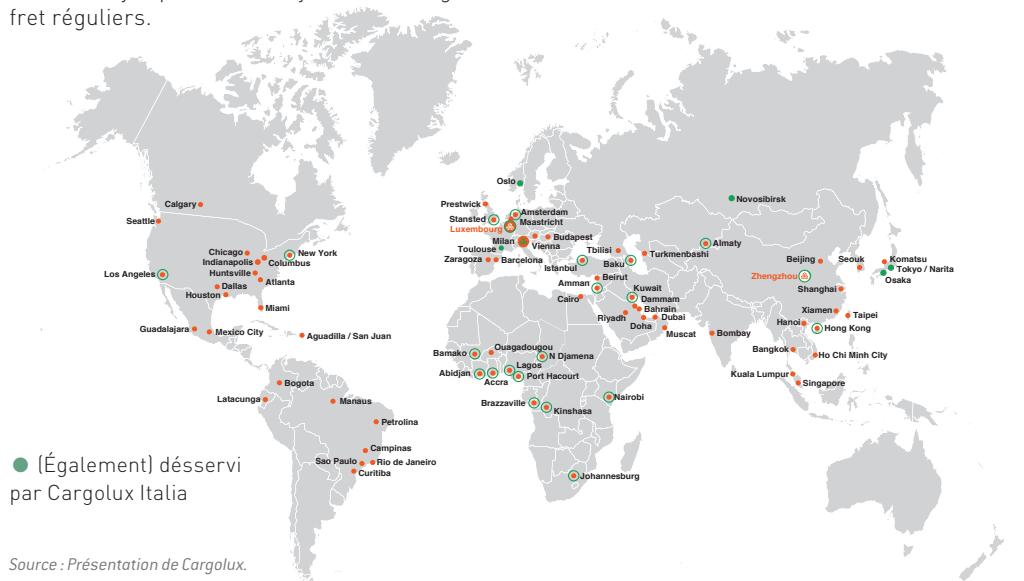 fret réguliers.
Oslo
Novosibirsk
Prestwick
Calgary
Amsterdam
Stansted
Maastricht
Seattle
Luxembourg
Milan
Budapest
Vienna
Almaty
Toulouse
Tbilisi
Turkmenbashi
Chicago
New York
Zaragoza
Barcelona
Istanbul
Baku
Beijing
Seouk
Komatsu
Indianapolis
Columbus
Tokyo / Narita
Los Angeles
Huntsville
Beirut
Zhengzhou
Osaka
Atlanta
Amman
Kuwait
Dallas
Shanghai
Houston
Cairo
Dammam
Miami
Bahrain
Riyadh
Dubai
Xiamen
Taipei
Doha
Hanoi
Guadalajara
Mexico City
Muscat
Bombay
Hong Kong
Aguadilla / San Juan
Ouagadougou
Bamako
N Djamena
Bangkok
Ho Chi Minh City
Lagos
Abidjan
Port Hacourt
Kuala Lumpur
Accra
Singapore
Bogota
Latacunga
Manaus
Brazzaville
Nairobi
Kinshasa
Petrolina
Campinas
Sao Paulo
Rio de Janeiro
Curitiba
Johannesburg
(Également) désservi
par Cargolux Italia
Source : Présentation de Cargolux.